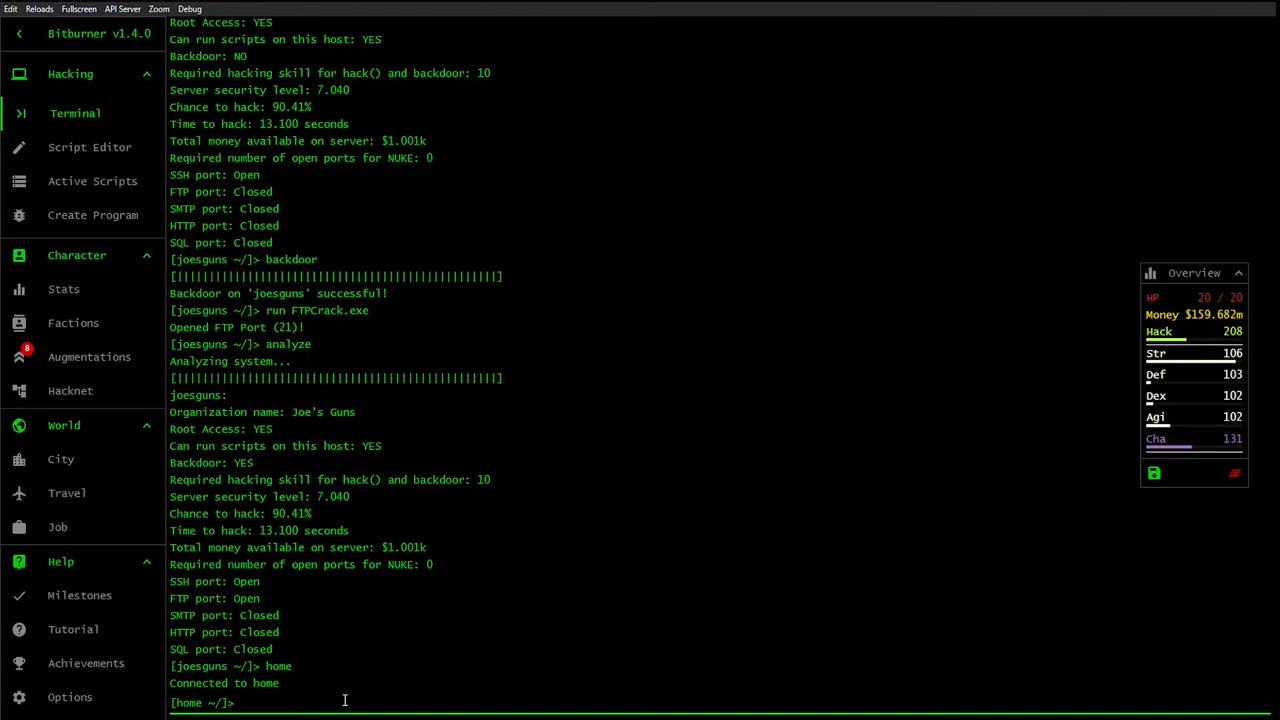 Edit Reloads Fullscreen API Server Zoom Debug
Bitburner v1.4.0
Hacking
Terminal
Script Editor
Active Scripts
Create Program
Character
Stats
Factions
8
Augmentations
Hacknet
World
City
Travel
Job
Help
Milestones
Tutorial
Achievements
Options
Root Access: YES
Can run scripts on this host: YES
Backdoor: NO
Required hacking skill for hack() and backdoor: 10
Server security level: 7.040
Chance to hack: 90.41%
Time to hack: 13.100 seconds
Total money available on server: $1.001k
Required number of open ports for NUKE: 0
SSH port: Open
FTP port: Closed
SMTP port: Closed
HTTP port: Closed
SQL port: Closed
[joesguns ~/]> backdoor
[||||||||||||||||||||||||||||||||||||||||||||||||||]
Backdoor on 'joesguns' successful!
[joesguns ~/]> run FTPCrack.exe
Opened FTP Port (21)!
[joesguns ~/]> analyze
Analyzing system...
[||||||||||||||||||||||||||||||||||||||||||||||||||]
joesguns:
Organization name: Joe's Guns
Root Access: YES
Can run scripts on this host: YES
Backdoor: YES
Required hacking skill for hack() and backdoor: 10
Server security level: 7.040
Chance to hack: 90.41%
Time to hack: 13.100 seconds
Total money available on server: $1.001k
Required number of open ports for NUKE: 0
SSH port: Open
FTP port: Open
SMTP port: Closed
HTTP port: Closed
SQL port: Closed
[joesguns ~/]> home
Connected to home
[home ~/]>
Overview
HP 20 / 20
Money $159.682m
Hack 208
Str 106
Def 103
Dex 102
Agi 102
Cha 131